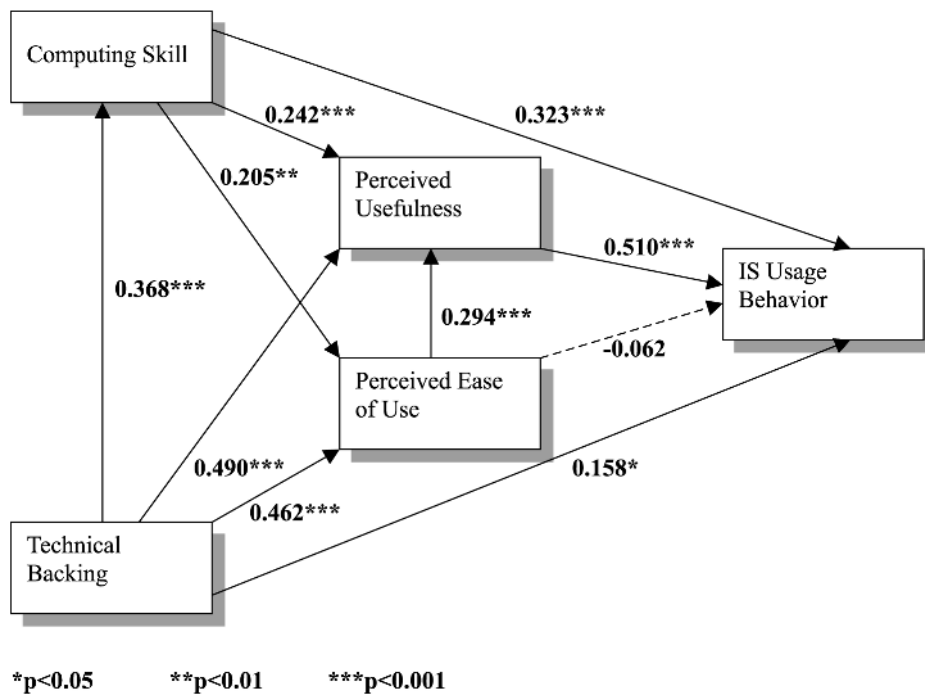 Computing Skill
0.242***
0.323***
0.205**
Perceived
Usefulness
0.510***
IS Usage
Behavior
0.368***
0.294***
-0.062
Perceived Ease
of Use
0.490***
0.158*
0.462***
Technical
Backing
*p<0.05 **p<0.01 ***p<0.001